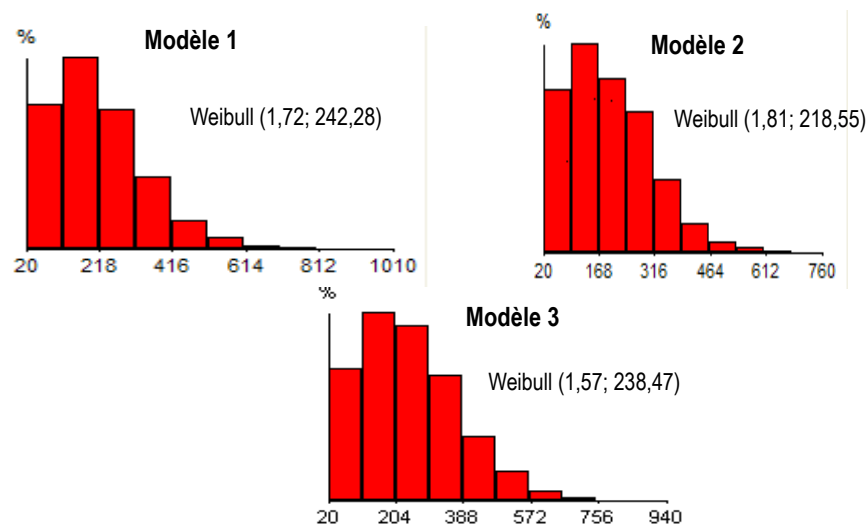 Modèle 1
%
Weibull (1,72; 242,28)
20 218 416 614 812 1010
Modèle 2
%
Weibull (1,81; 218,55)
20 168 316 464 612 760
Modèle 3
%
Weibull (1,57; 238,47)
20 204 388 572 756 940